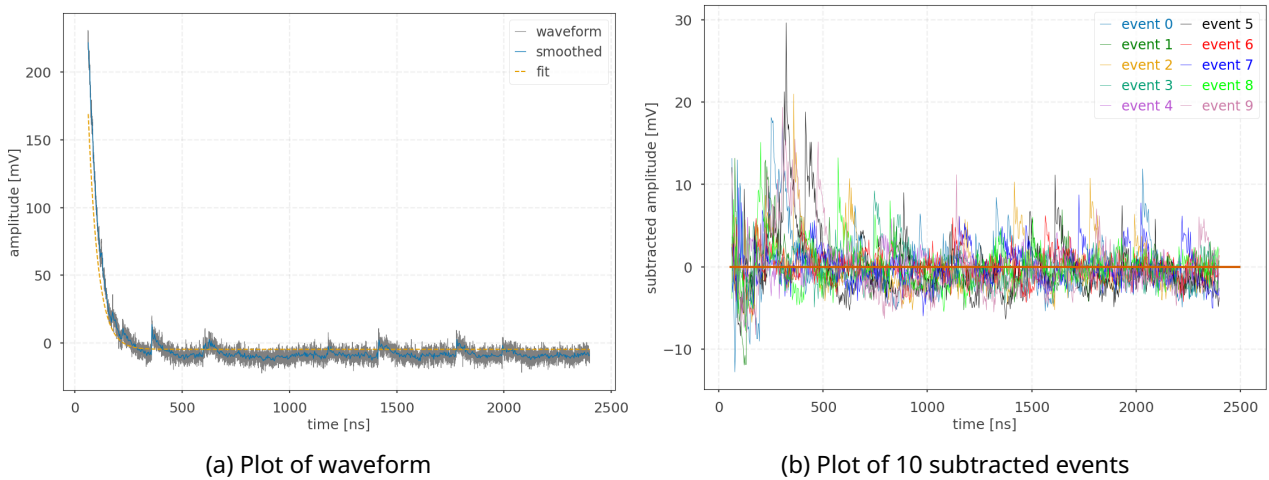 200
150
100
50
0
amplitude [mV]
0
500
1000
1500
2000
2500
time [ns]
waveform
smoothed
fit
(a) Plot of waveform
30
20
10
0
−10
subtracted amplitude [mV]
0
500
1000
1500
2000
2500
time [ns]
event 0
event 1
event 2
event 3
event 4
event 5
event 6
event 7
event 8
event 9
(b) Plot of 10 subtracted events